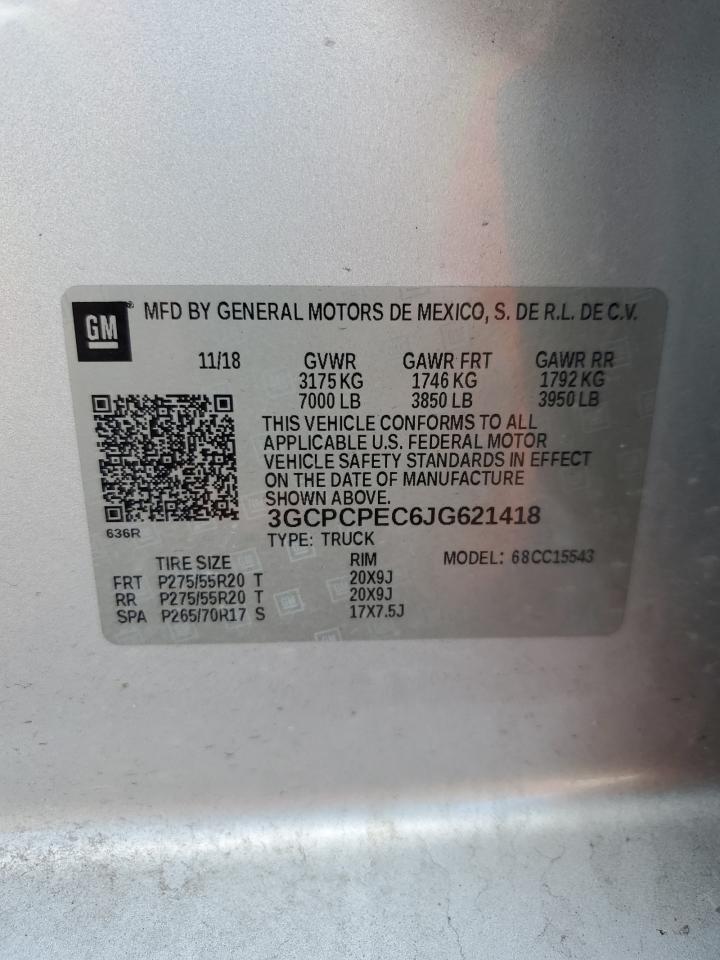 GM ® MFD BY GENERAL MOTORS DE MEXICO, S. DE R.L. DE C.V.
11/18 GVWR GAWR FRT GAWR RR
3175 KG 1746 KG 1792 KG
7000 LB 3850 LB 3950 LB
THIS VEHICLE CONFORMS TO ALL
APPLICABLE U.S. FEDERAL MOTOR
VEHICLE SAFETY STANDARDS IN EFFECT
ON THE DATE OF MANUFACTURE
SHOWN ABOVE.
3GCPCPEC6JG621418
636R TYPE: TRUCK
TIRE SIZE RIM MODEL: 68CC15543
FRT P275/55R20 T 20X9J
RR P275/55R20 T 20X9J
SPA P265/70R17 S 17X7.5J